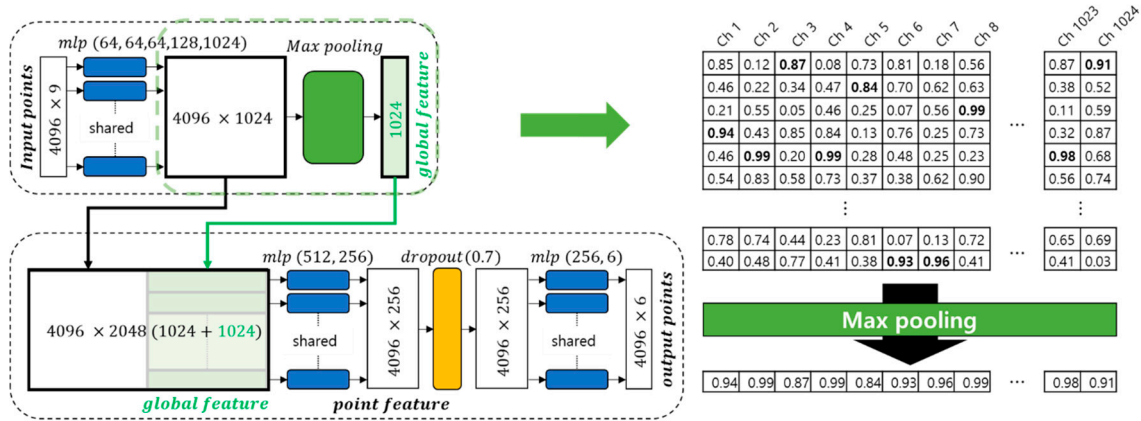 mlp (64, 64, 64, 128, 1024)
Max pooling
Input points
4096 × 9
shared
4096 × 1024
1024
global feature
mlp (512, 256)
dropout(0.7)
mlp (256, 6)
4096 × 2048 (1024 + 1024)
shared
4096 × 256
4096 × 256
shared
4096 × 6
output points
global feature
point feature
Ch 1 Ch 2 Ch 3 Ch 4 Ch 5 Ch 6 Ch 7 Ch 8 Ch 1023 Ch 1024
0.85 0.12 0.87 0.08 0.73 0.81 0.18 0.56 0.87 0.91
0.46 0.22 0.34 0.47 0.84 0.70 0.62 0.63 0.38 0.52
0.21 0.55 0.05 0.46 0.25 0.07 0.56 0.99 ... 0.11 0.59
0.94 0.43 0.85 0.84 0.13 0.76 0.25 0.73 0.32 0.87
0.46 0.99 0.20 0.99 0.28 0.48 0.25 0.23 0.98 0.68
0.54 0.83 0.58 0.73 0.37 0.38 0.62 0.90 0.56 0.74
⋮ ⋮
0.78 0.74 0.44 0.23 0.81 0.07 0.13 0.72 0.65 0.69
0.40 0.48 0.77 0.41 0.38 0.93 0.96 0.41 ... 0.41 0.03
Max pooling
0.94 0.99 0.87 0.99 0.84 0.93 0.96 0.99 ... 0.98 0.91